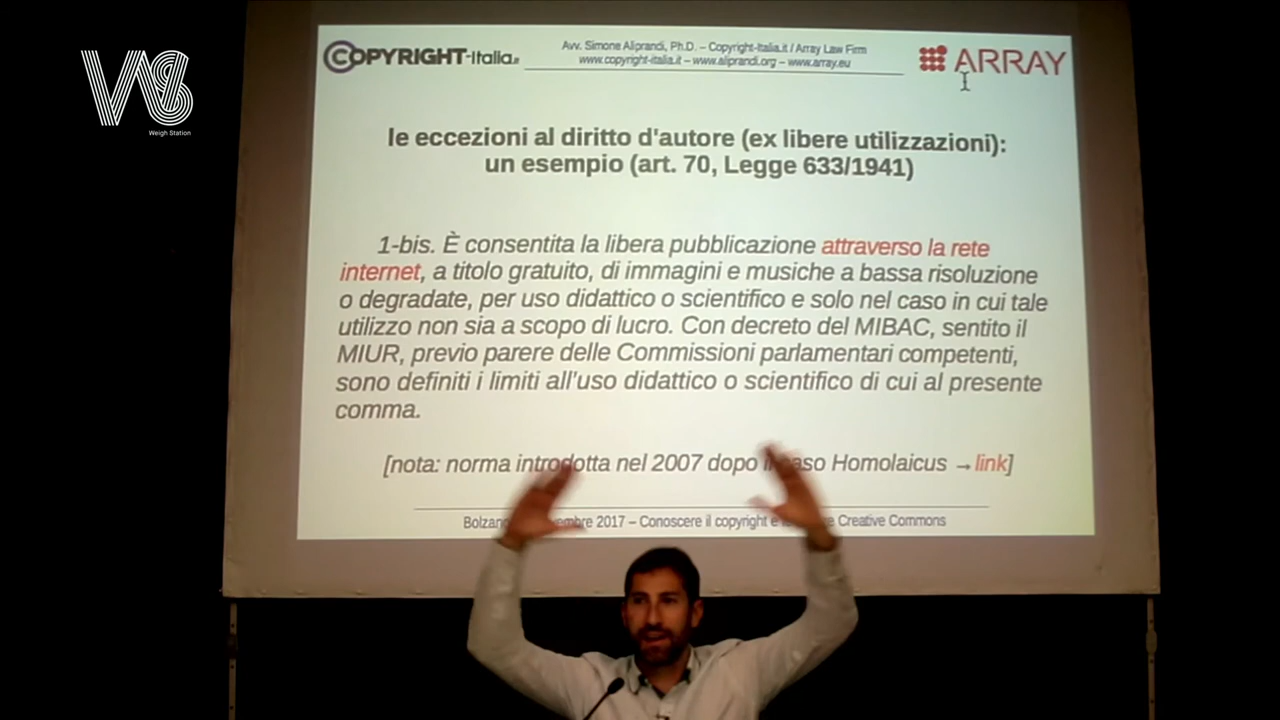 WS
Weigh Station
COPYRIGHT-Italia.it
Avv. Simone Aliprandi, Ph.D. – Copyright-Italia.it / Array Law Firm
www.copyright-italia.it – www.aliprandi.org – www.array.eu
ARRAY
le eccezioni al diritto d'autore (ex libere utilizzazioni):
un esempio (art. 70, Legge 633/1941)
1-bis. È consentita la libera pubblicazione attraverso la rete
internet, a titolo gratuito, di immagini e musiche a bassa risoluzione
o degradate, per uso didattico o scientifico e solo nel caso in cui tale
utilizzo non sia a scopo di lucro. Con decreto del MIBAC, sentito il
MIUR, previo parere delle Commissioni parlamentari competenti,
sono definiti i limiti all'uso didattico o scientifico di cui al presente
comma.
[nota: norma introdotta nel 2007 dopo il caso Homolaicus → link]
2017 – Conoscere il copyright e Creative Commons